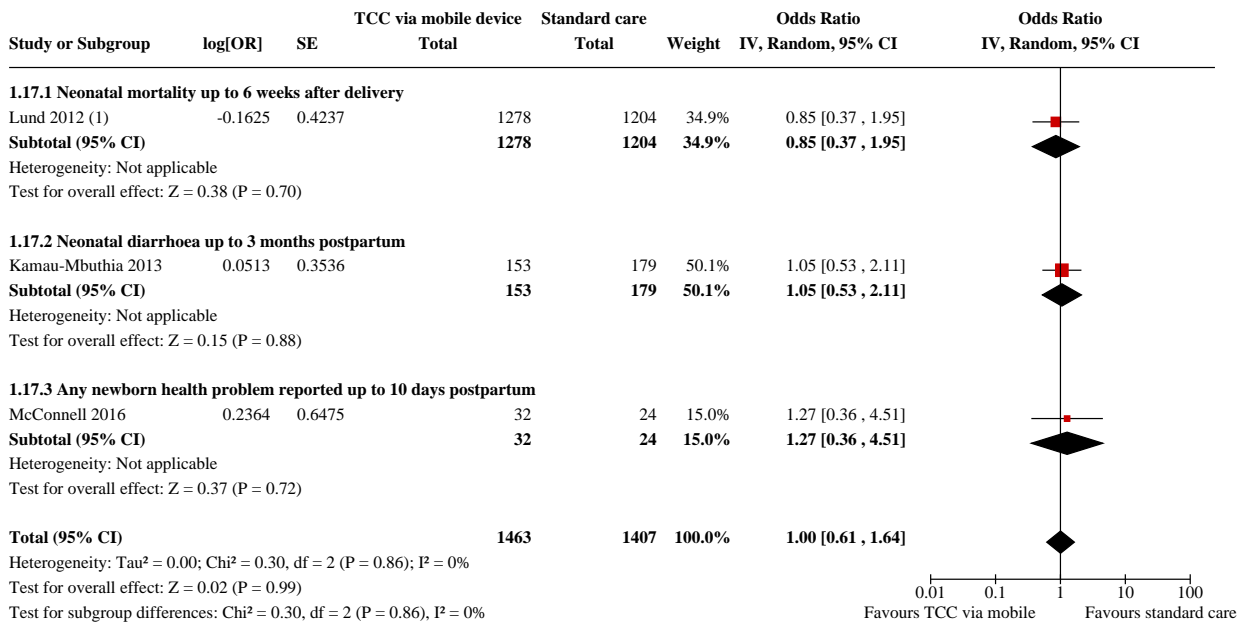 TCC via mobile device Standard care Odds Ratio Odds Ratio
Study or Subgroup log[OR] SE Total Total Weight IV, Random, 95% CI IV, Random, 95% CI
1.17.1 Neonatal mortality up to 6 weeks after delivery
Lund 2012 (1) -0.1625 0.4237 1278 1204 34.9% 0.85 [0.37 , 1.95]
Subtotal (95% CI) 1278 1204 34.9% 0.85 [0.37 , 1.95]
Heterogeneity: Not applicable
Test for overall effect: Z = 0.38 (P = 0.70)
1.17.2 Neonatal diarrhoea up to 3 months postpartum
Kamau-Mbuthia 2013 0.0513 0.3536 153 179 50.1% 1.05 [0.53 , 2.11]
Subtotal (95% CI) 153 179 50.1% 1.05 [0.53 , 2.11]
Heterogeneity: Not applicable
Test for overall effect: Z = 0.15 (P = 0.88)
1.17.3 Any newborn health problem reported up to 10 days postpartum
McConnell 2016 0.2364 0.6475 32 24 15.0% 1.27 [0.36 , 4.51]
Subtotal (95% CI) 32 24 15.0% 1.27 [0.36 , 4.51]
Heterogeneity: Not applicable
Test for overall effect: Z = 0.37 (P = 0.72)
Total (95% CI) 1463 1407 100.0% 1.00 [0.61 , 1.64]
Heterogeneity: Tau² = 0.00; Chi² = 0.30, df = 2 (P = 0.86); I² = 0%
Test for overall effect: Z = 0.02 (P = 0.99)
0.01 0.1 1 10 100
Test for subgroup differences: Chi² = 0.30, df = 2 (P = 0.86), I² = 0%
Favours TCC via mobile Favours standard care